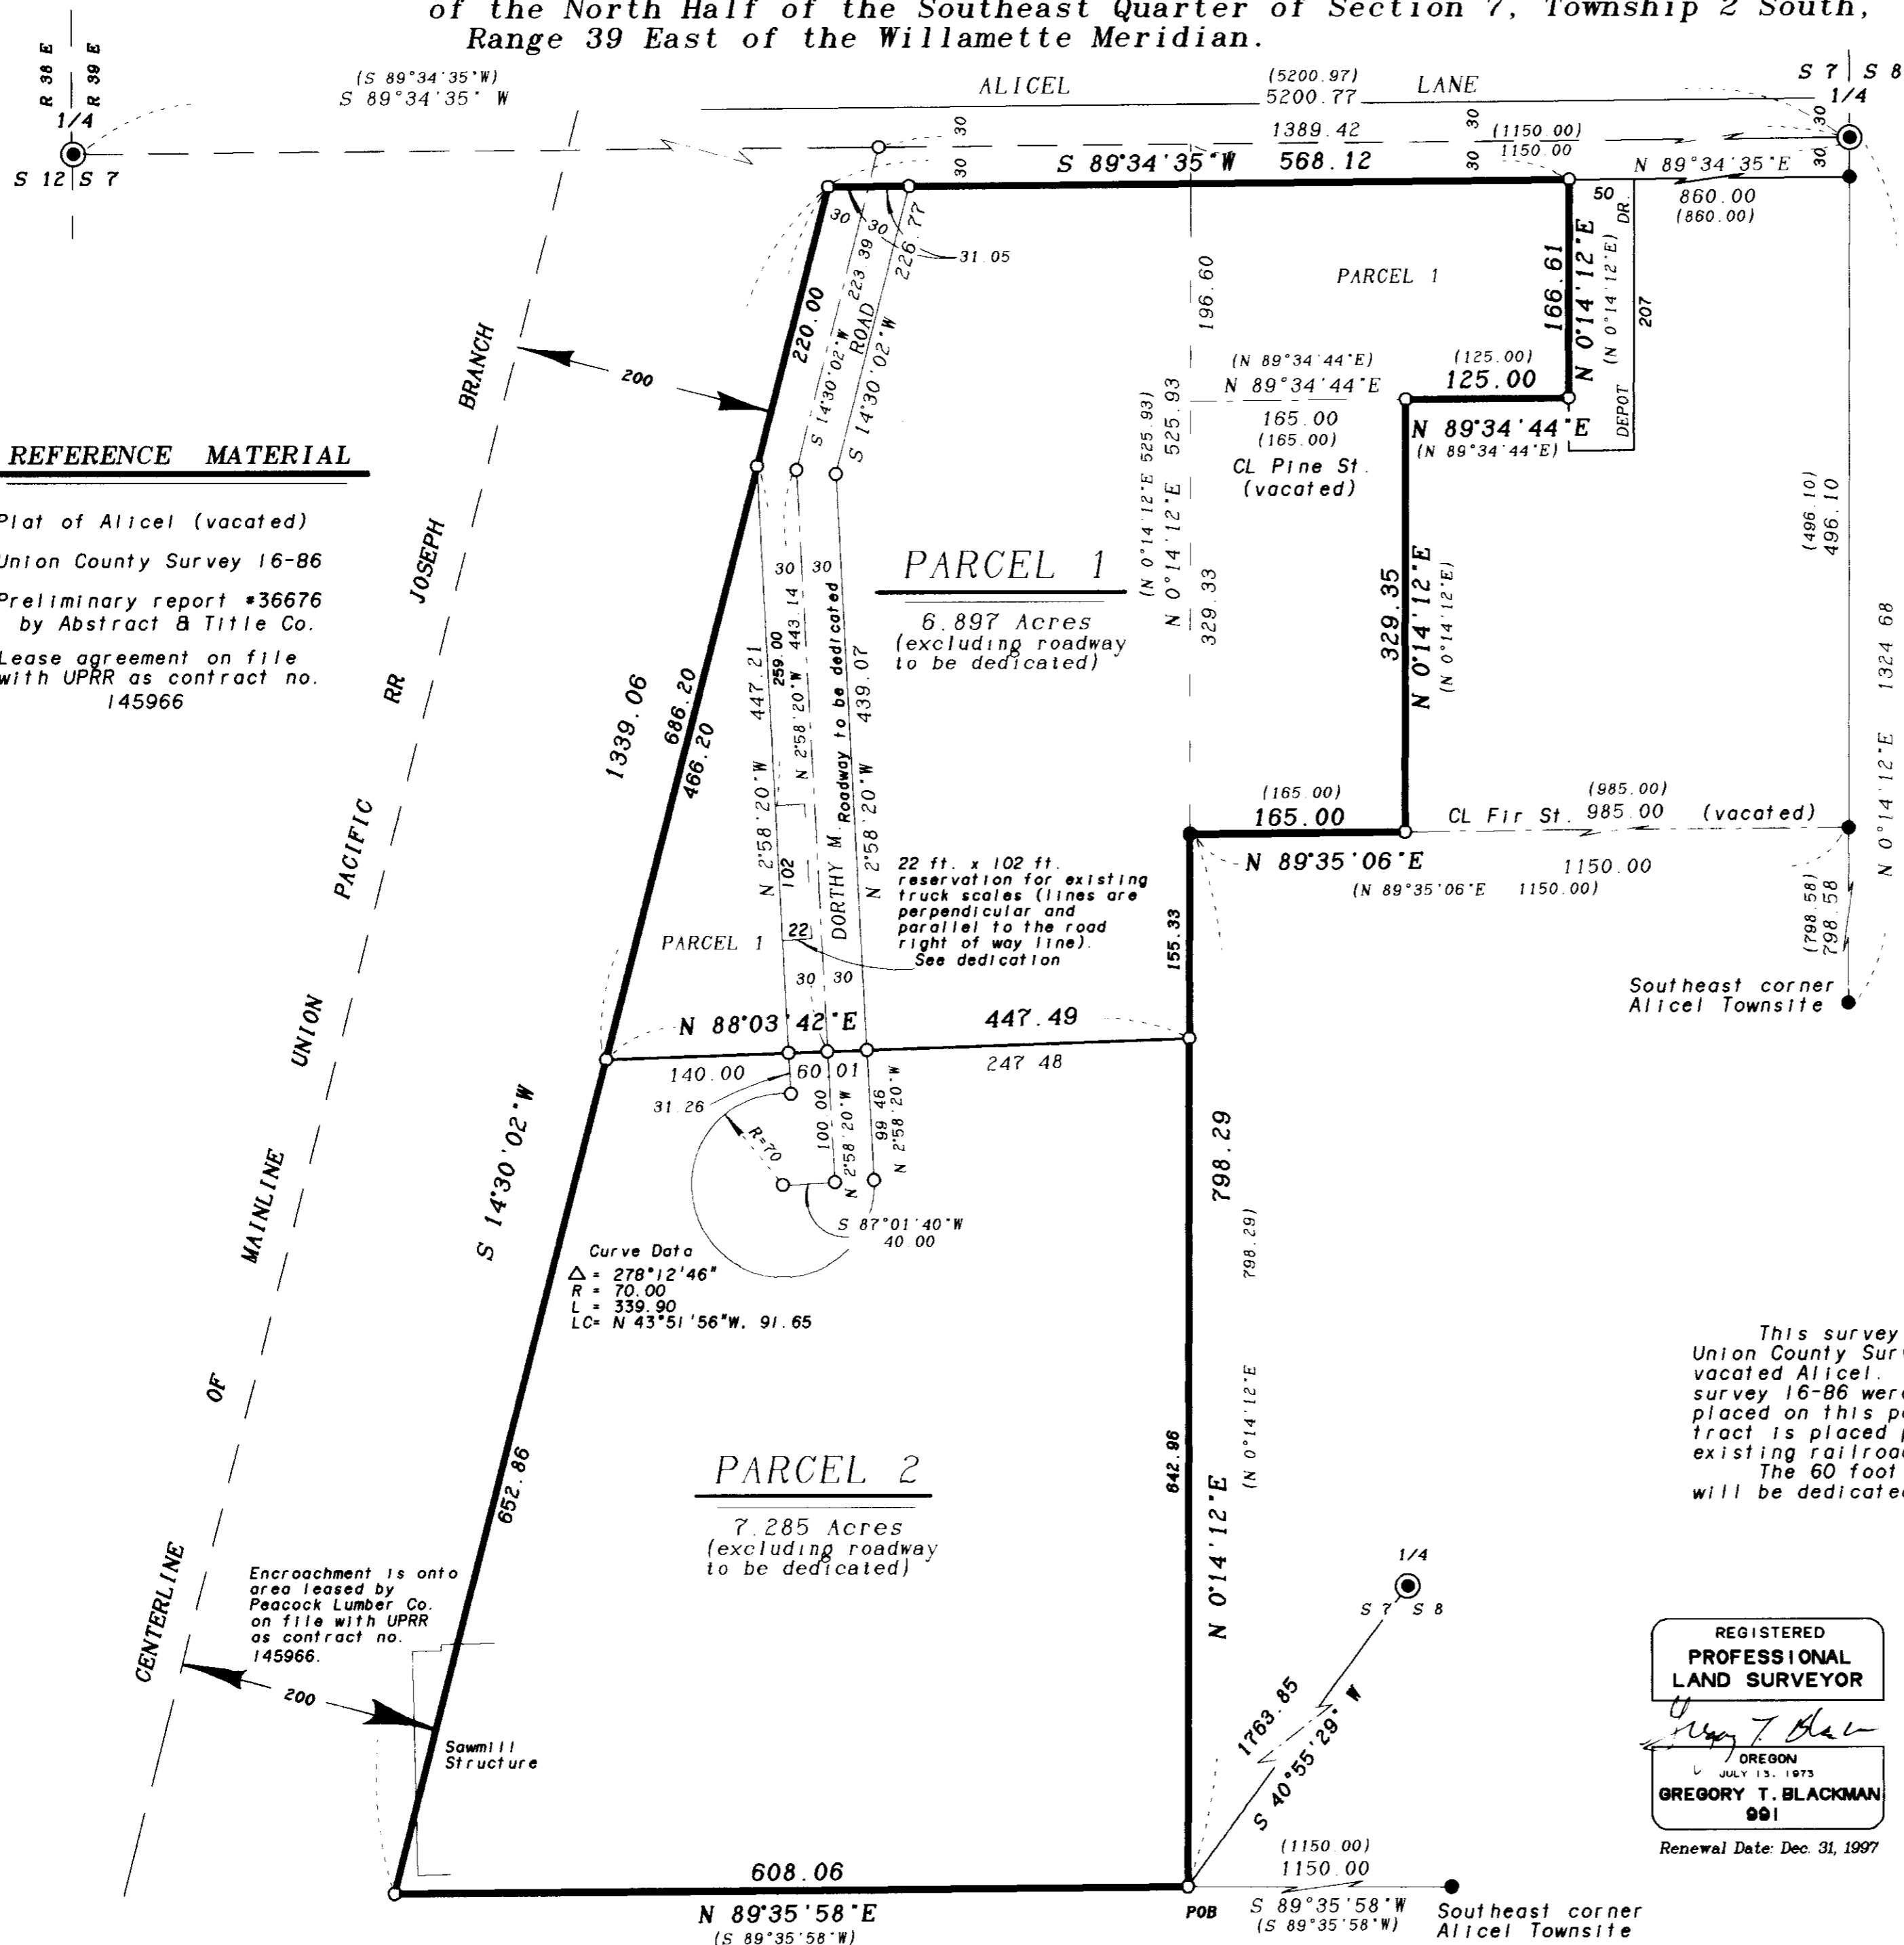 of the North Half of the Southeast Quarter of Section 7, Township 2 South,
Range 39 East of the Willamette Meridian.
R 38 E
R 39 E
1/4
S 12 S 7
(S 89°34'35"W)
S 89°34'35" W
ALICEL
(5200.97)
5200.77
LANE
S 7 S 8
1/4
30
30
30
30
30
30
1389.42
(1150.00)
1150.00
S 89°34'35"W 568.12
N 89°34'35"E
860.00
(860.00)
50
DR.
DEPOT
207
30
30
31.05
226.77
223.39
ROAD
S 14°30'02"W
S 14°30'02"W
220.00
196.60
PARCEL 1
166.61
N 0°14'12"E
(N 0°14'12"E)
(125.00)
125.00
N 89°34'44"E
(N 89°34'44"E)
(N 89°34'44"E)
N 89°34'44"E
165.00
(165.00)
CL Pine St.
(vacated)
(N 0°14'12"E 525.93)
N 0°14'12"E 525.93
329.33
329.35
N 0°14'12"E
(N 0°14'12"E)
(496.10)
496.10
1324.68
N 0°14'12"E
200
BRANCH
JOSEPH
RR
PACIFIC
UNION
MAINLINE
OF
CENTERLINE
REFERENCE MATERIAL
Plat of Alicel (vacated)
Union County Survey 16-86
Preliminary report #36676
by Abstract & Title Co.
Lease agreement on file
with UPRR as contract no.
145966
PARCEL 1
6.897 Acres
(excluding roadway
to be dedicated)
30 30
1339.06
686.20
466.20
447.21
259.00
443.14
N 2°58'20"W
N 2°58'20"W
Roadway to be dedicated
DORTHY M.
439.07
N 2°58'20"W
102
22
22 ft. x 102 ft.
reservation for existing
truck scales (lines are
perpendicular and
parallel to the road
right of way line).
See dedication
PARCEL 1
30 30
(165.00)
165.00
N 89°35'06"E
(985.00)
CL Fir St. 985.00 (vacated)
1150.00
(N 89°35'06"E 1150.00)
155.33
(798.58)
798.58
Southeast corner
Alicel Townsite
N 88°03'42"E 447.49
140.00
60.01
247.48
31.26
R=70
100.00
N 2°58'20"W
99.46
N 2°58'20"W
S 87°01'40"W
40.00
S 14°30'02"W
798.29
798.29)
Curve Data
Δ = 278°12'46"
R = 70.00
L = 339.90
LC= N 43°51'56"W, 91.65
This survey
Union County Sur
vacated Alicel.
survey 16-86 wer
placed on this p
tract is placed
existing railroad
The 60 foot
will be dedicate
652.86
PARCEL 2
7.285 Acres
(excluding roadway
to be dedicated)
642.96
N 0°14'12"E
(N 0°14'12"E
Encroachment is onto
area leased by
Peacock Lumber Co.
on file with UPRR
as contract no.
145966.
200
Sawmill
Structure
1/4
S 7 S 8
1763.85
S 40°55'29" W
REGISTERED
PROFESSIONAL
LAND SURVEYOR
OREGON
JULY 13, 1973
GREGORY T. BLACKMAN
991
Renewal Date: Dec. 31, 1997
608.06
N 89°35'58"E
(S 89°35'58"W)
POB
(1150.00)
1150.00
S 89°35'58"W
(S 89°35'58"W)
Southeast corner
Alicel Townsite